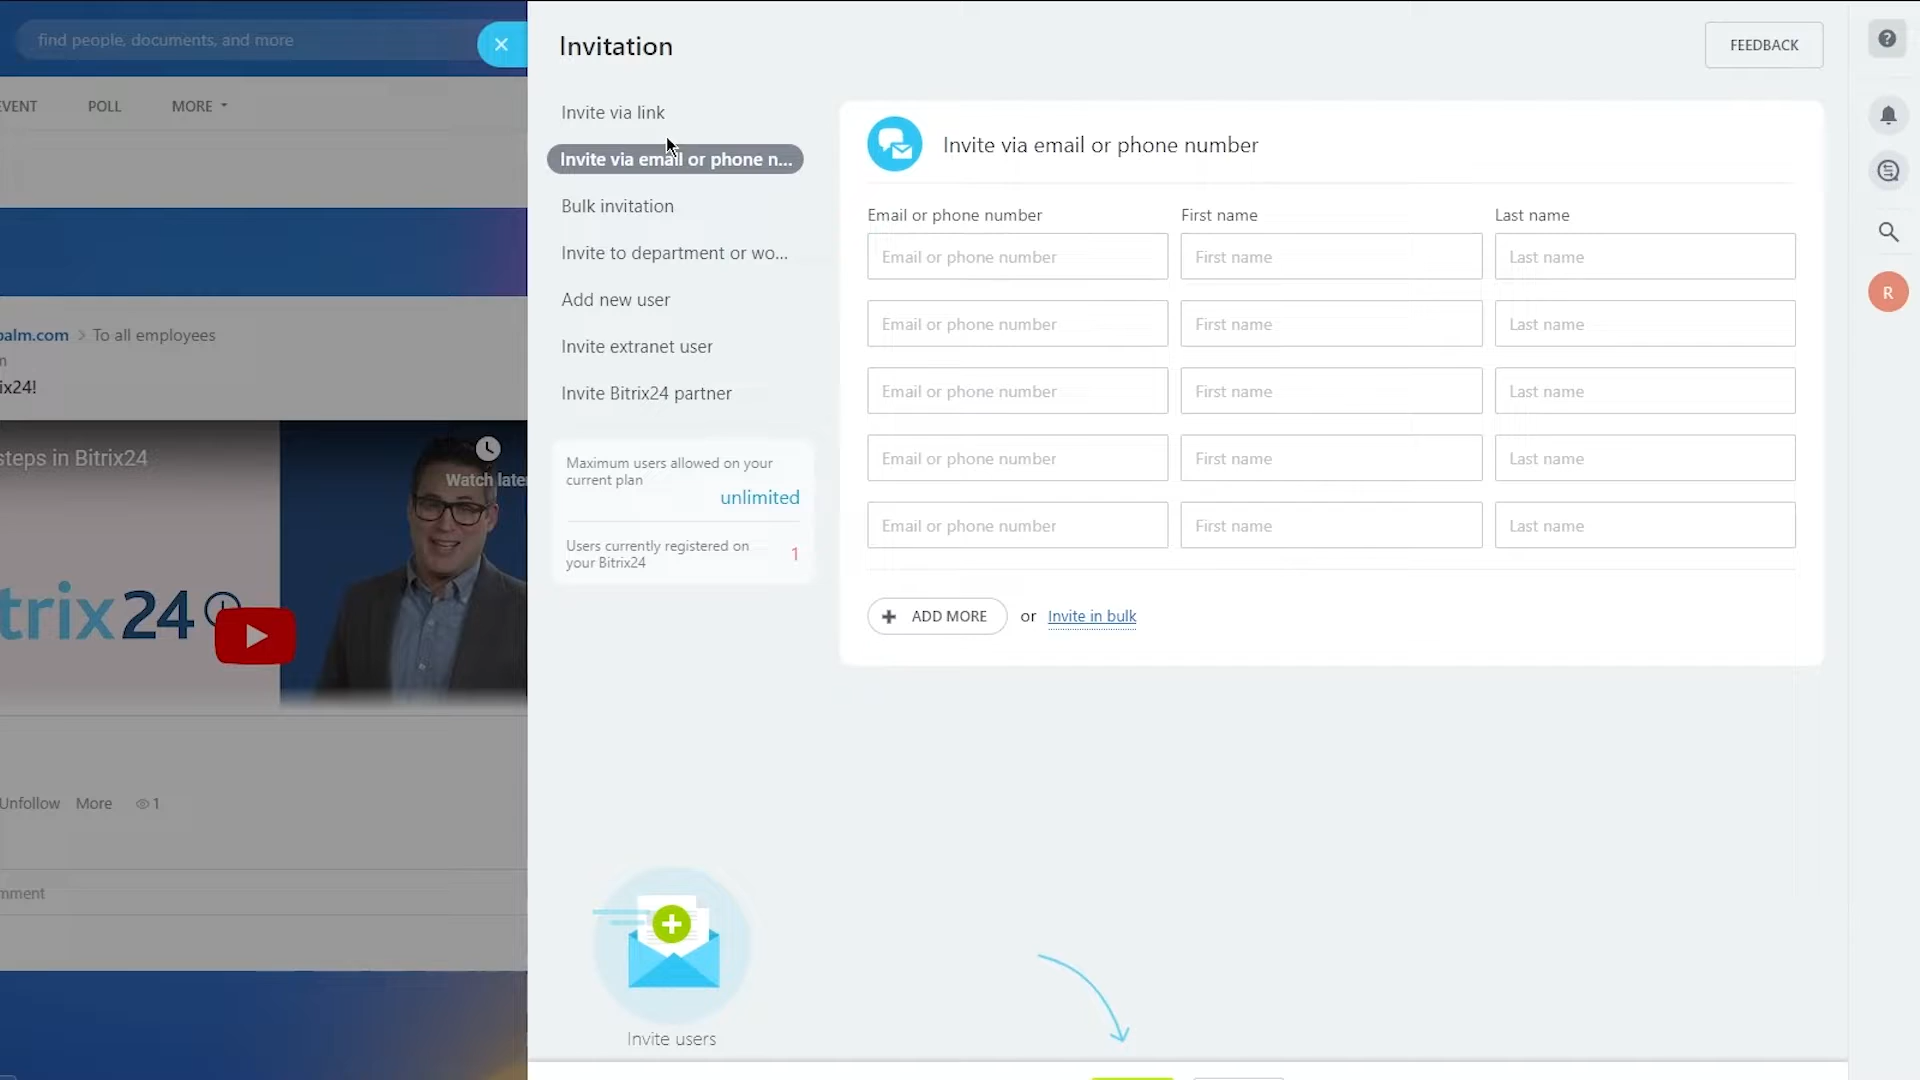 find people, documents, and more
Invitation
FEEDBACK
EVENT
POLL
MORE
Invite via link
Invite via email or phone n...
Bulk invitation
Invite to department or wo...
Add new user
Invite extranet user
Invite Bitrix24 partner
Maximum users allowed on your
current plan
unlimited
Users currently registered on
your Bitrix24
1
Invite via email or phone number
Email or phone number First name Last name
Email or phone number First name Last name
Email or phone number First name Last name
Email or phone number First name Last name
Email or phone number First name Last name
Email or phone number First name Last name
ADD MORE or Invite in bulk
R
palm.com > To all employees
ix24!
steps in Bitrix24
Watch later
trix24
Unfollow More 1
mment
Invite users